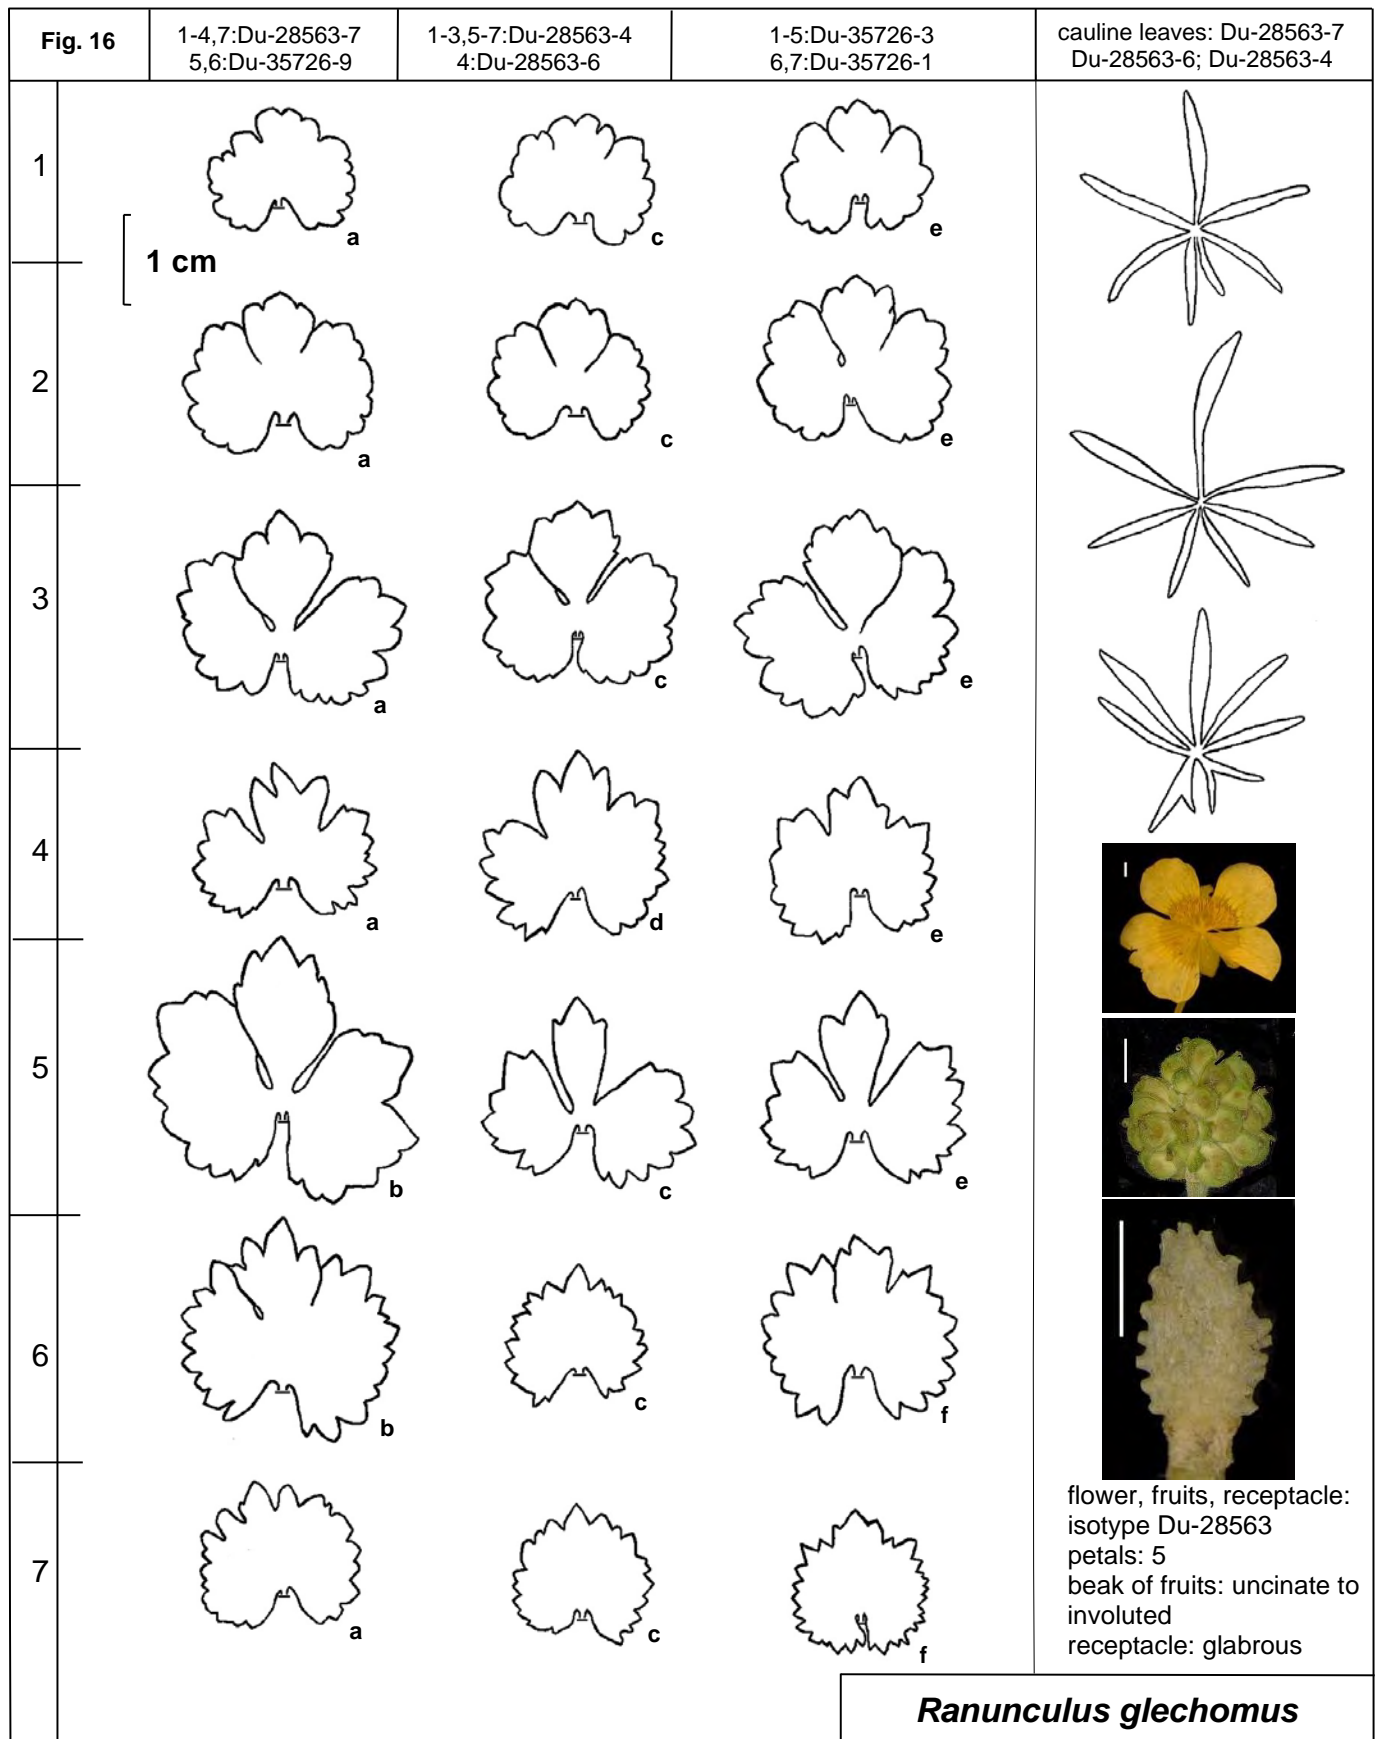 Fig. 16
1-4,7:Du-28563-7
5,6:Du-35726-9
1-3,5-7:Du-28563-4
4:Du-28563-6
1-5:Du-35726-3
6,7:Du-35726-1
cauline leaves: Du-28563-7
Du-28563-6; Du-28563-4
1
a
c
e
1 cm
2
a
c
e
3
a
c
e
4
a
d
e
5
b
c
e
6
b
c
f
7
a
c
f
flower, fruits, receptacle:
isotype Du-28563
petals: 5
beak of fruits: uncinate to
involuted
receptacle: glabrous
Ranunculus glechomus